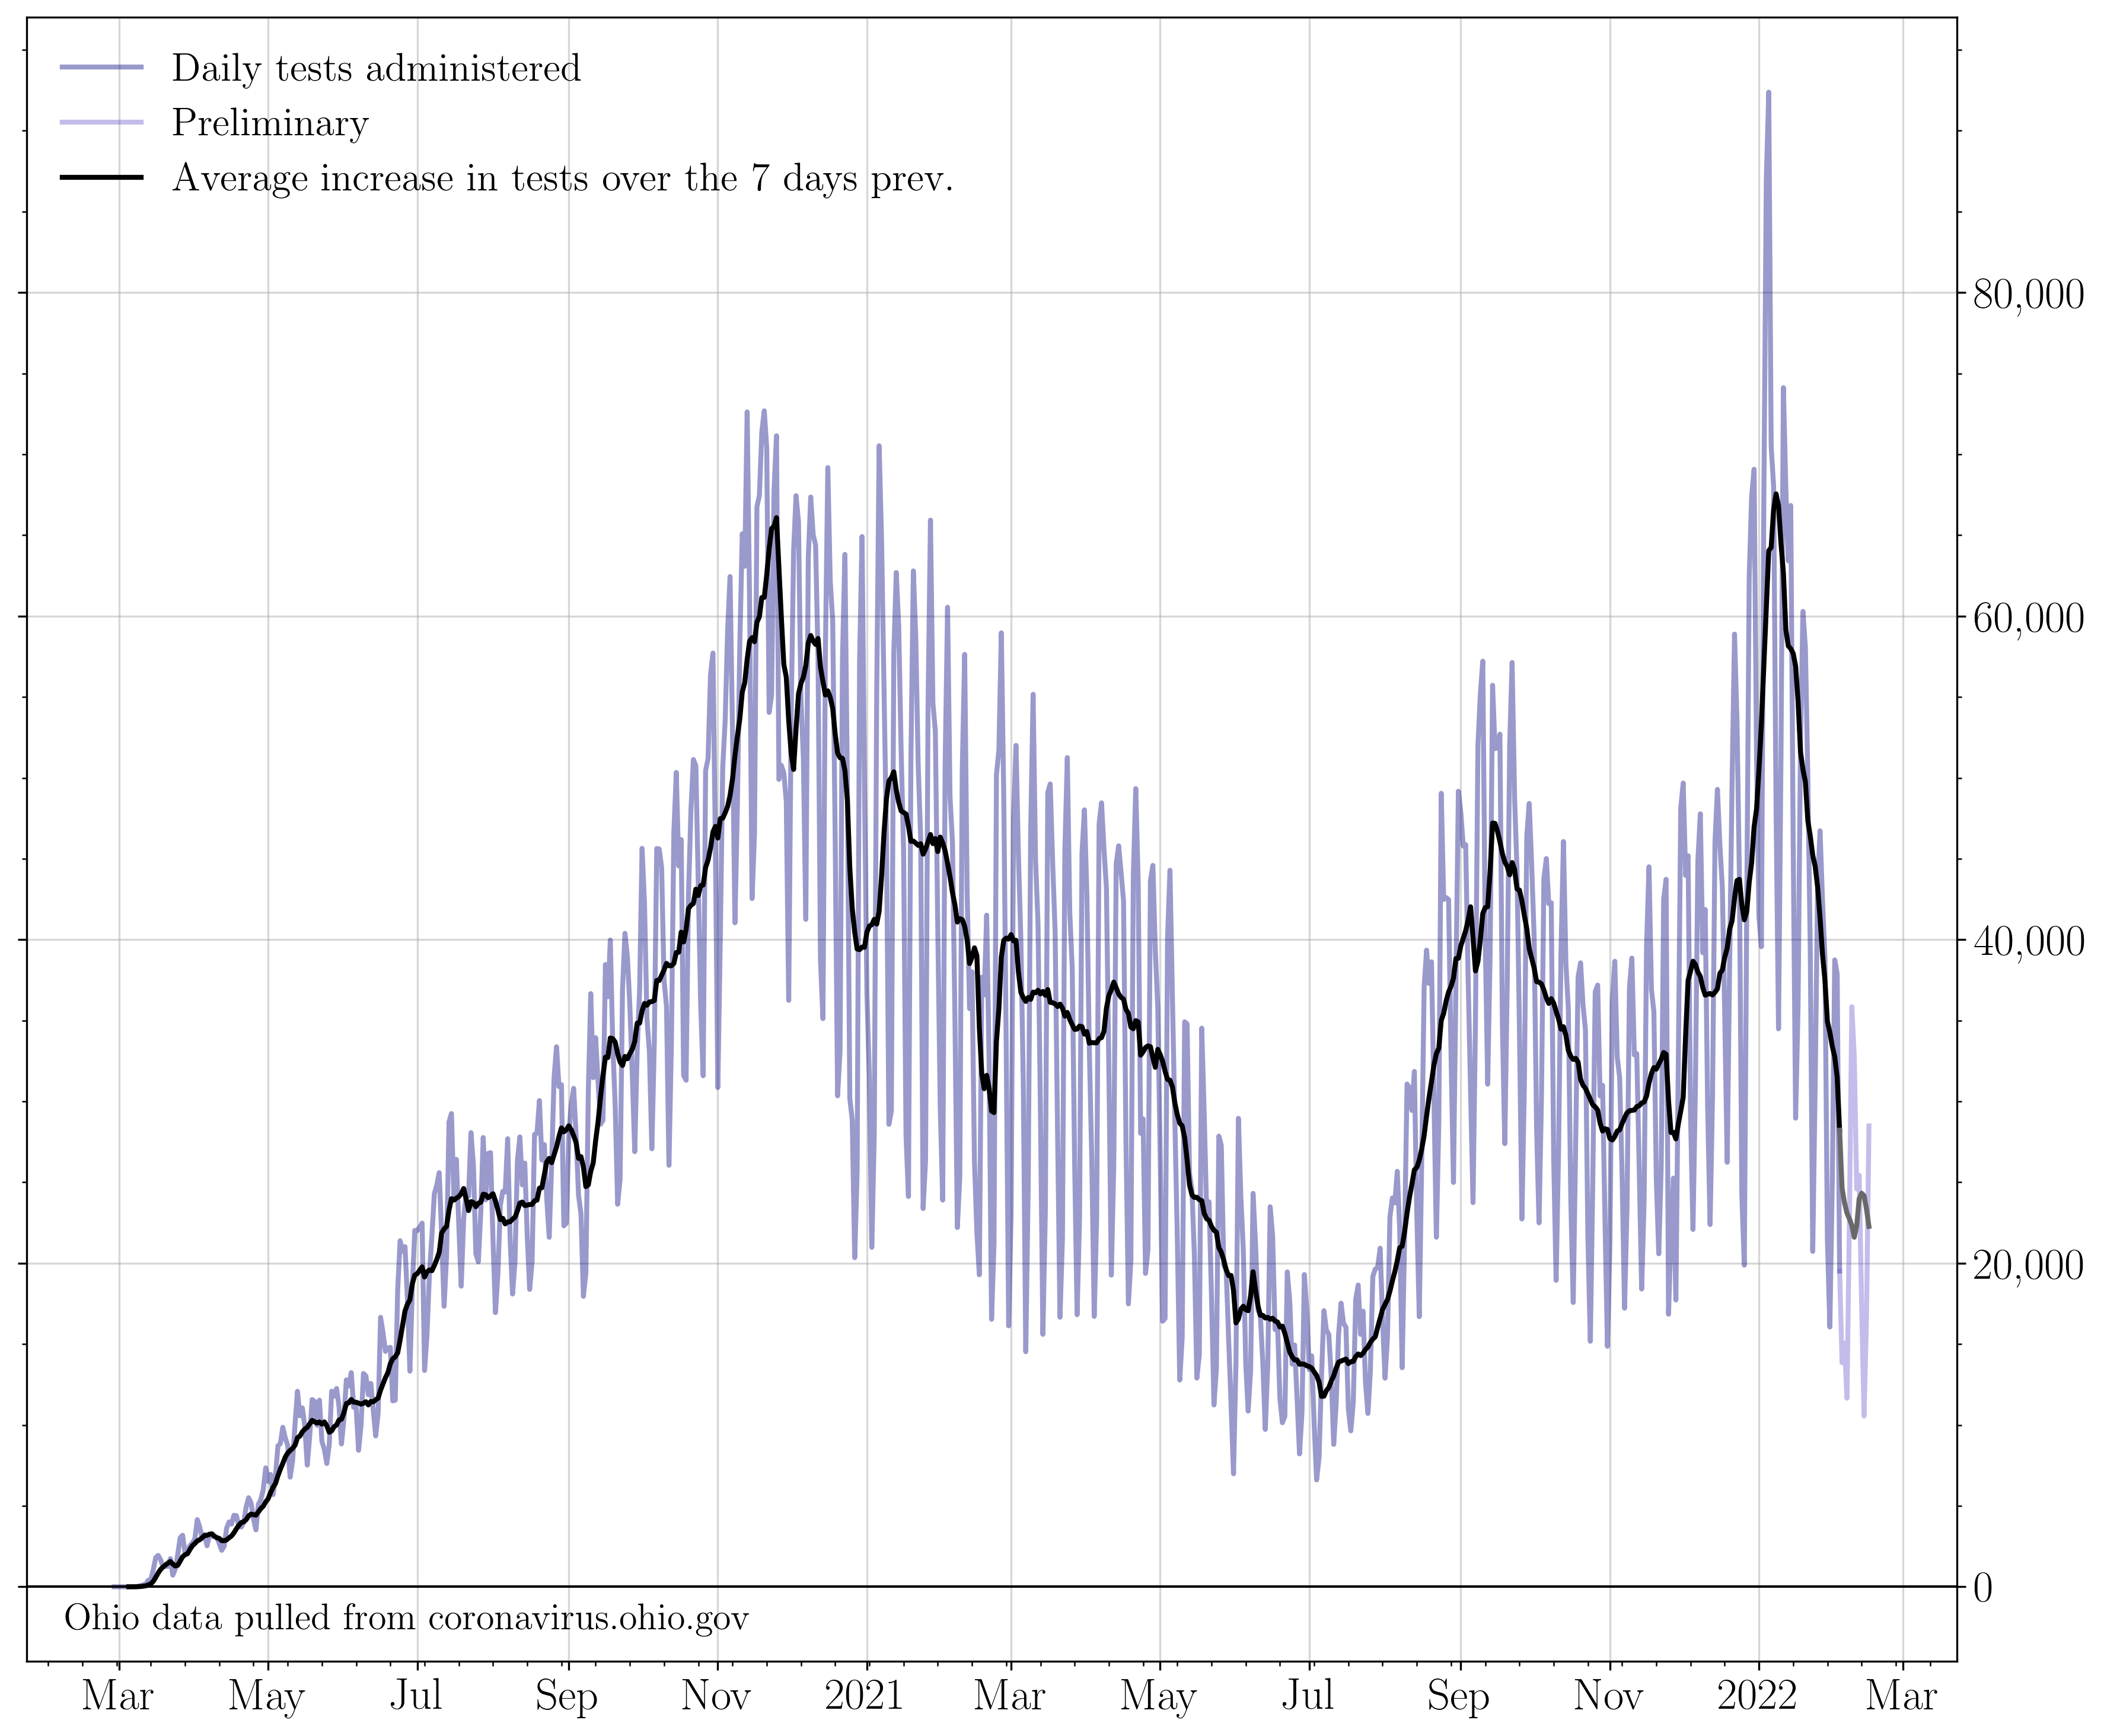 Daily tests administered
Preliminary
Average increase in tests over the 7 days prev.
80,000
60,000
40,000
20,000
0
Ohio data pulled from coronavirus.ohio.gov
Mar May Jul Sep Nov 2021 Mar May Jul Sep Nov 2022 Mar